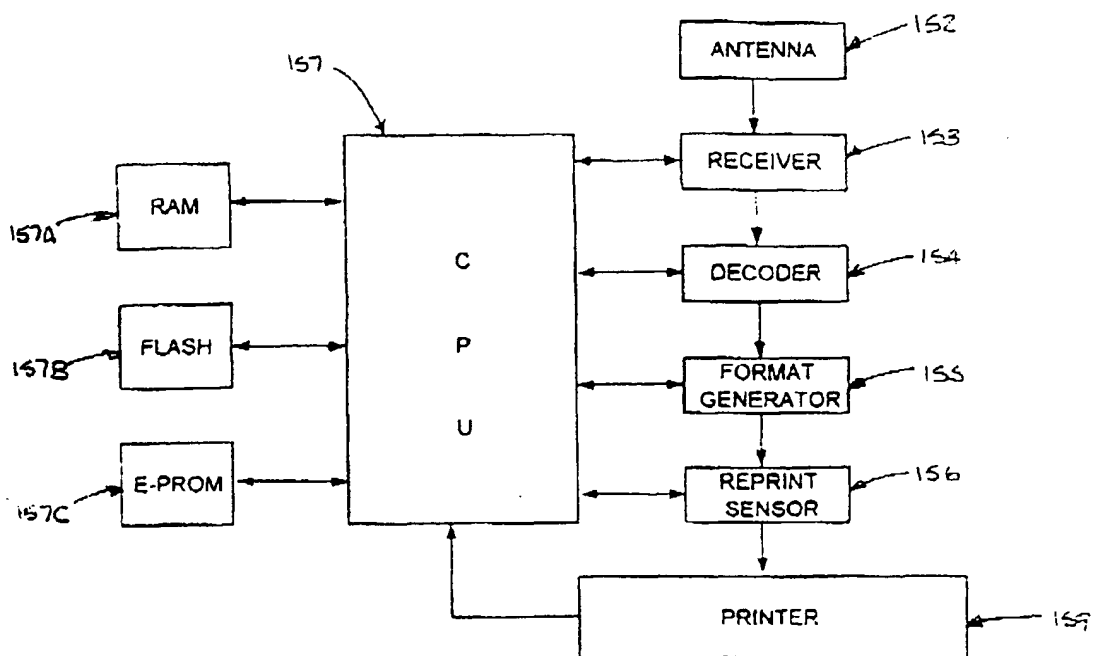 ANTENNA
152
157
RECEIVER
153
RAM
157A
C
P
U
DECODER
154
FLASH
157B
FORMAT
GENERATOR
155
E-PROM
157C
REPRINT
SENSOR
156
PRINTER